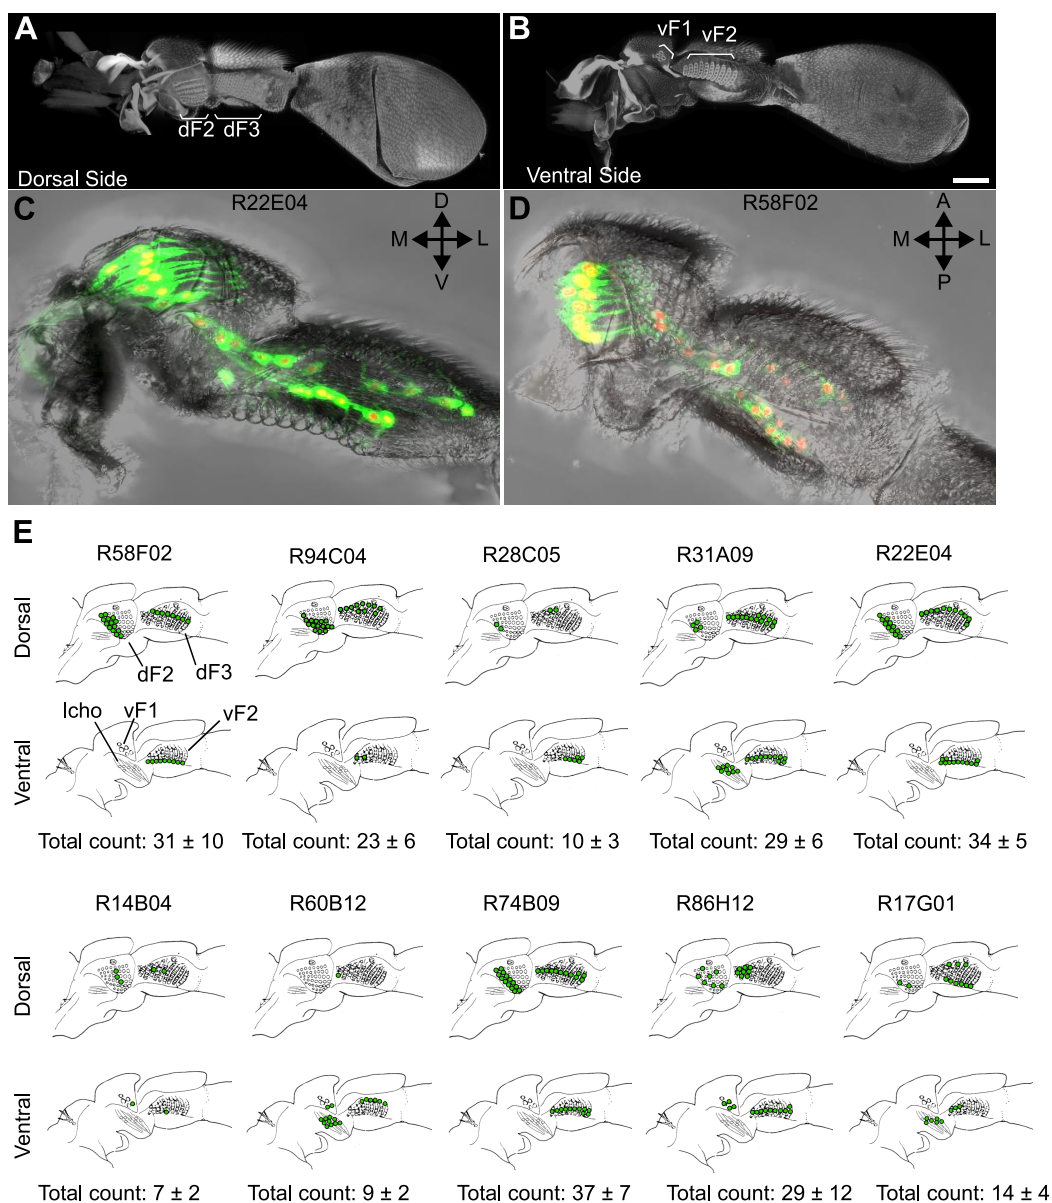 A
dF2 dF3
Dorsal Side
B
vF1
vF2
Ventral Side
C
R22E04
D
M L
V
D
R58F02
A
M L
P
E
R58F02 R94C04 R28C05 R31A09 R22E04
Dorsal
dF2 dF3
lcho vF1 vF2
Ventral
Total count: 31 ± 10 Total count: 23 ± 6 Total count: 10 ± 3 Total count: 29 ± 6 Total count: 34 ± 5
R14B04 R60B12 R74B09 R86H12 R17G01
Dorsal
Ventral
Total count: 7 ± 2 Total count: 9 ± 2 Total count: 37 ± 7 Total count: 29 ± 12 Total count: 14 ± 4